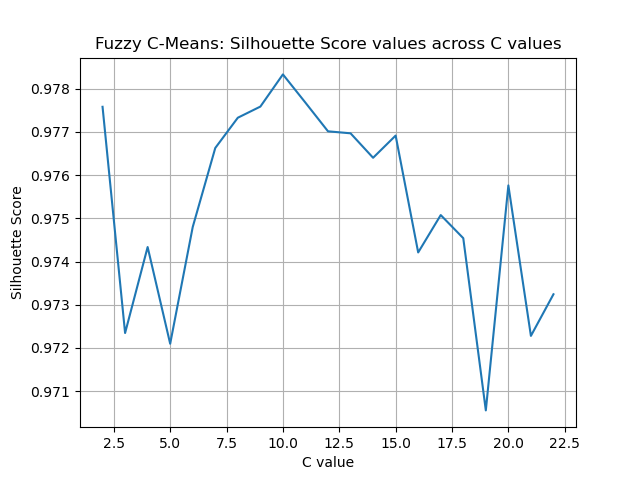 Fuzzy C-Means: Silhouette Score values across C values
Silhouette Score
0.978
0.977
0.976
0.975
0.974
0.973
0.972
0.971
2.5 5.0 7.5 10.0 12.5 15.0 17.5 20.0 22.5
C value